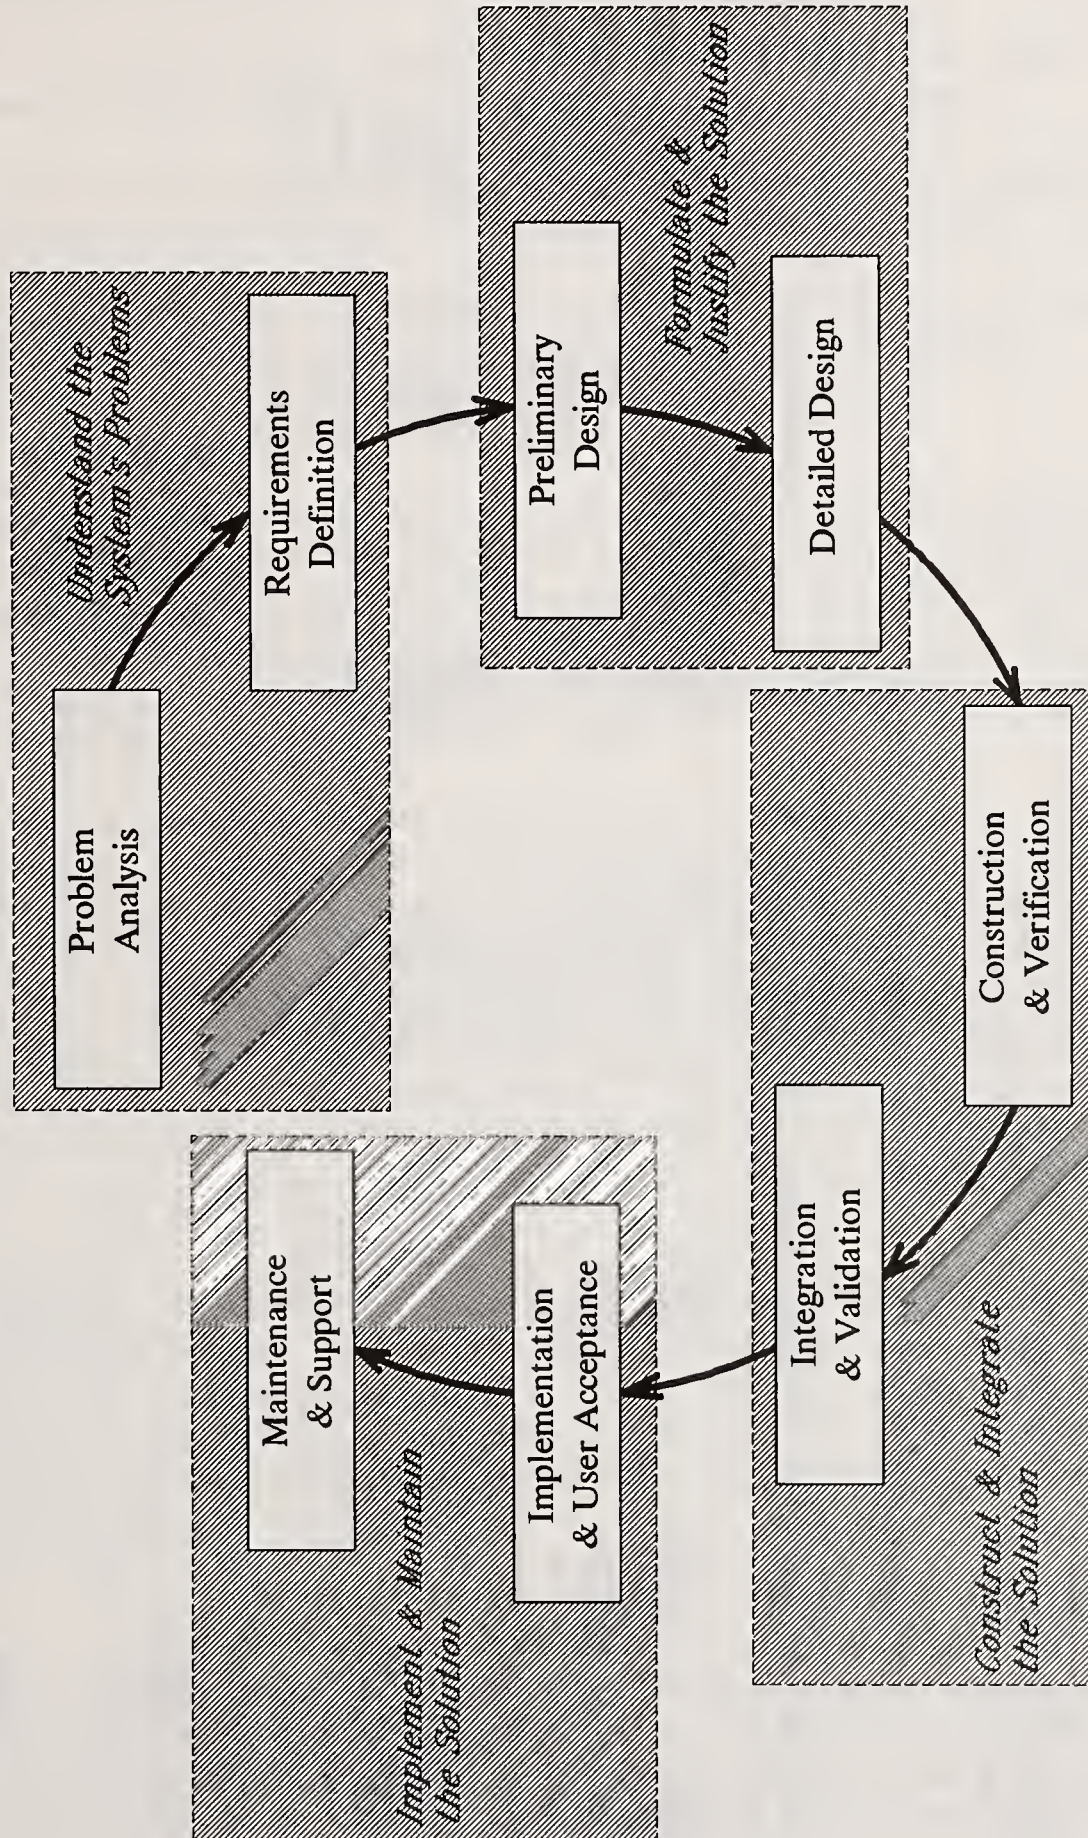 Problem
Analysis
Understand the
System's Problems
Requirements
Definition
Preliminary
Design
Formulate &
Justify the Solution
Detailed Design
Construction
& Verification
Construct & Integrate
the Solution
Integration
& Validation
Implementation
& User Acceptance
Implement & Maintain
the Solution
Maintenance
& Support